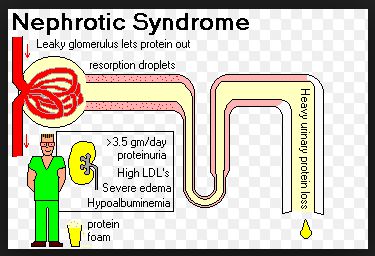 Nephrotic Syndrome
Leaky glomerulus lets protein out
resorption droplets
Heavy urinary protein loss
>3.5 gm/day
proteinuria
High LDL's
Severe edema
Hypoalbuminemia
protein
foam